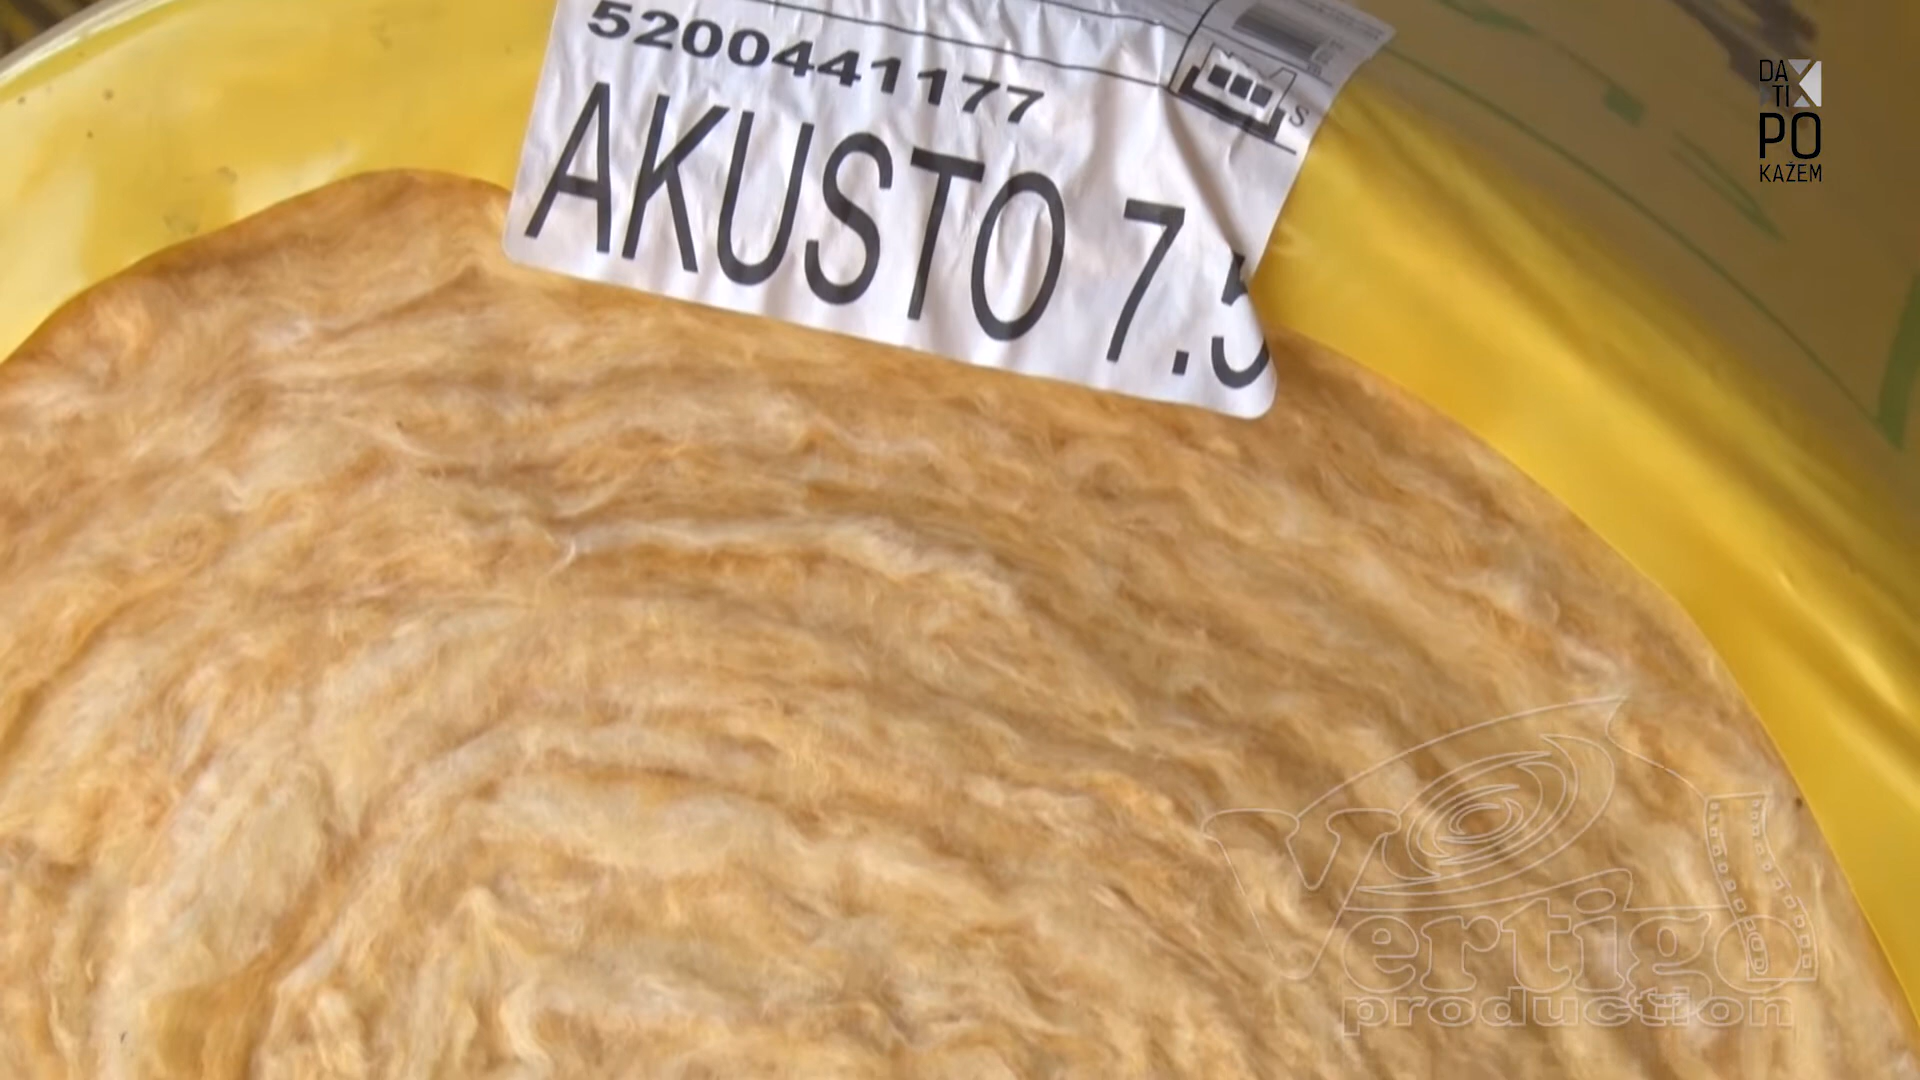 5200441177
AKUSTO 7.5
DA
TI
PO
KAŽEM
Vertigo
production